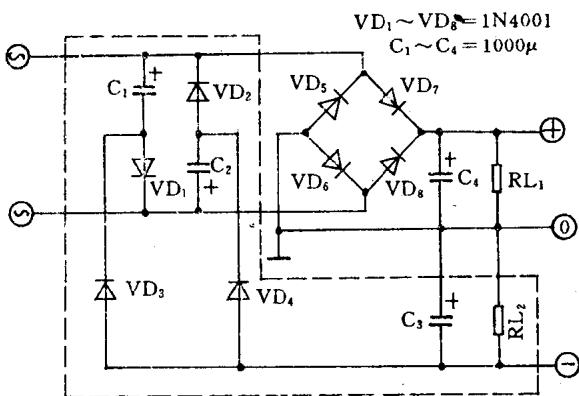 VD₁~VD₈=1N4001
C₁~C₄=1000μ
S
C₁ +
VD₂
VD₅
VD₇
+
VD₁
C₂
+
VD₆
VD₈
+
C₄
RL₁
S
0
VD₃
VD₄
C₃
+
RL₂
−